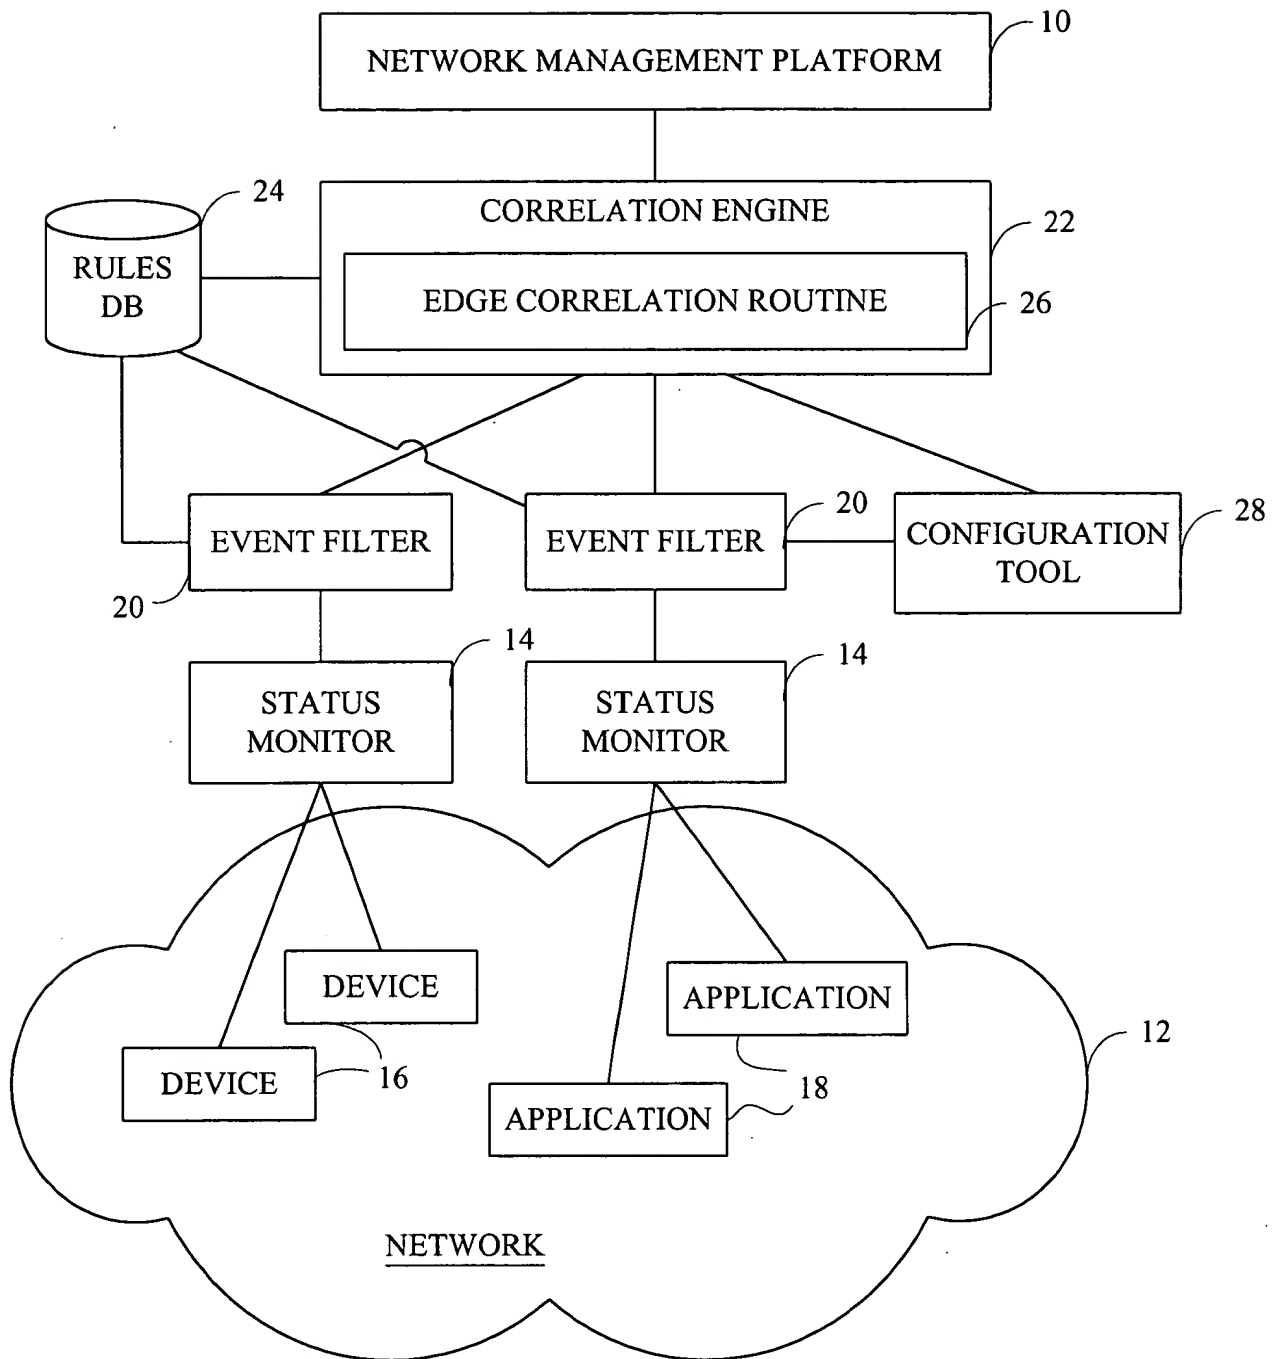 10
NETWORK MANAGEMENT PLATFORM
24
CORRELATION ENGINE
22
RULES
DB
EDGE CORRELATION ROUTINE
26
20
28
EVENT FILTER
EVENT FILTER
CONFIGURATION
TOOL
20
14
14
STATUS
MONITOR
STATUS
MONITOR
DEVICE
APPLICATION
12
DEVICE
16
18
APPLICATION
NETWORK